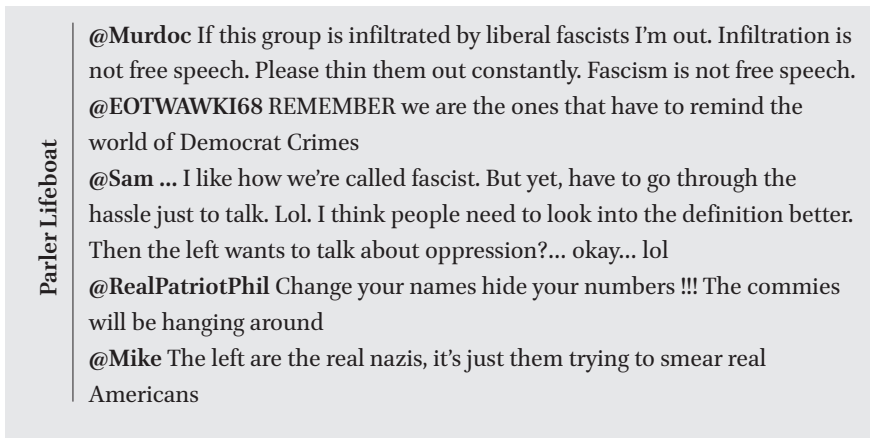 Parler Lifeboat
@Murdoc If this group is infiltrated by liberal fascists I’m out. Infiltration is
not free speech. Please thin them out constantly. Fascism is not free speech.
@EOTWAWKI68 REMEMBER we are the ones that have to remind the
world of Democrat Crimes
@Sam ... I like how we’re called fascist. But yet, have to go through the
hassle just to talk. Lol. I think people need to look into the definition better.
Then the left wants to talk about oppression?... okay... lol
@RealPatriotPhil Change your names hide your numbers !!! The commies
will be hanging around
@Mike The left are the real nazis, it’s just them trying to smear real
Americans